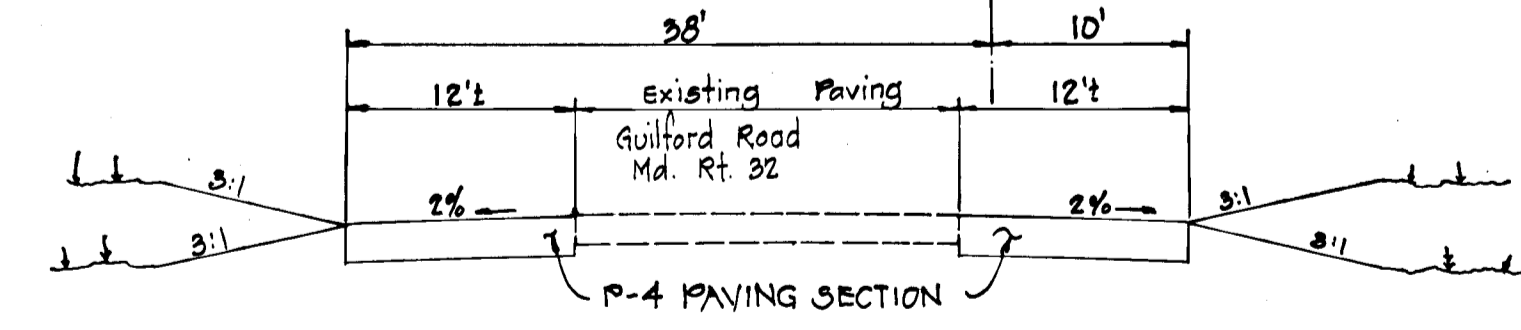 38' 10'
12'± Existing Paving 12'±
Guilford Road
Md. Rt. 32
3:1 2% 2% 3:1
3:1 3:1
P-4 PAVING SECTION